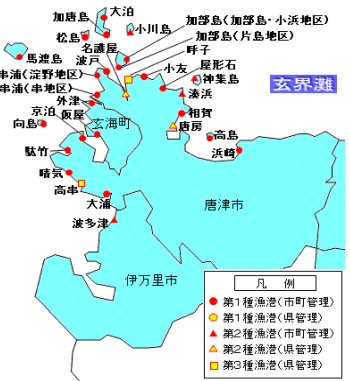 大泊
加唐島
小川島
松島
加部島(加部島・小浜地区)
名護屋
加部島(片島地区)
波戸
呼子
馬渡島
小友
屋形石
串浦(淀野地区)
神集島
玄界灘
串浦(串地区)
湊浜
外津
京泊
仮屋
相賀
向島
唐房
玄海町
高島
駄竹
浜崎
晴気
高串
大浦
唐津市
波多津
伊万里市
凡 例
第1種漁港(市町管理)
第1種漁港(県管理)
第2種漁港(市町管理)
第2種漁港(県管理)
第3種漁港(県管理)